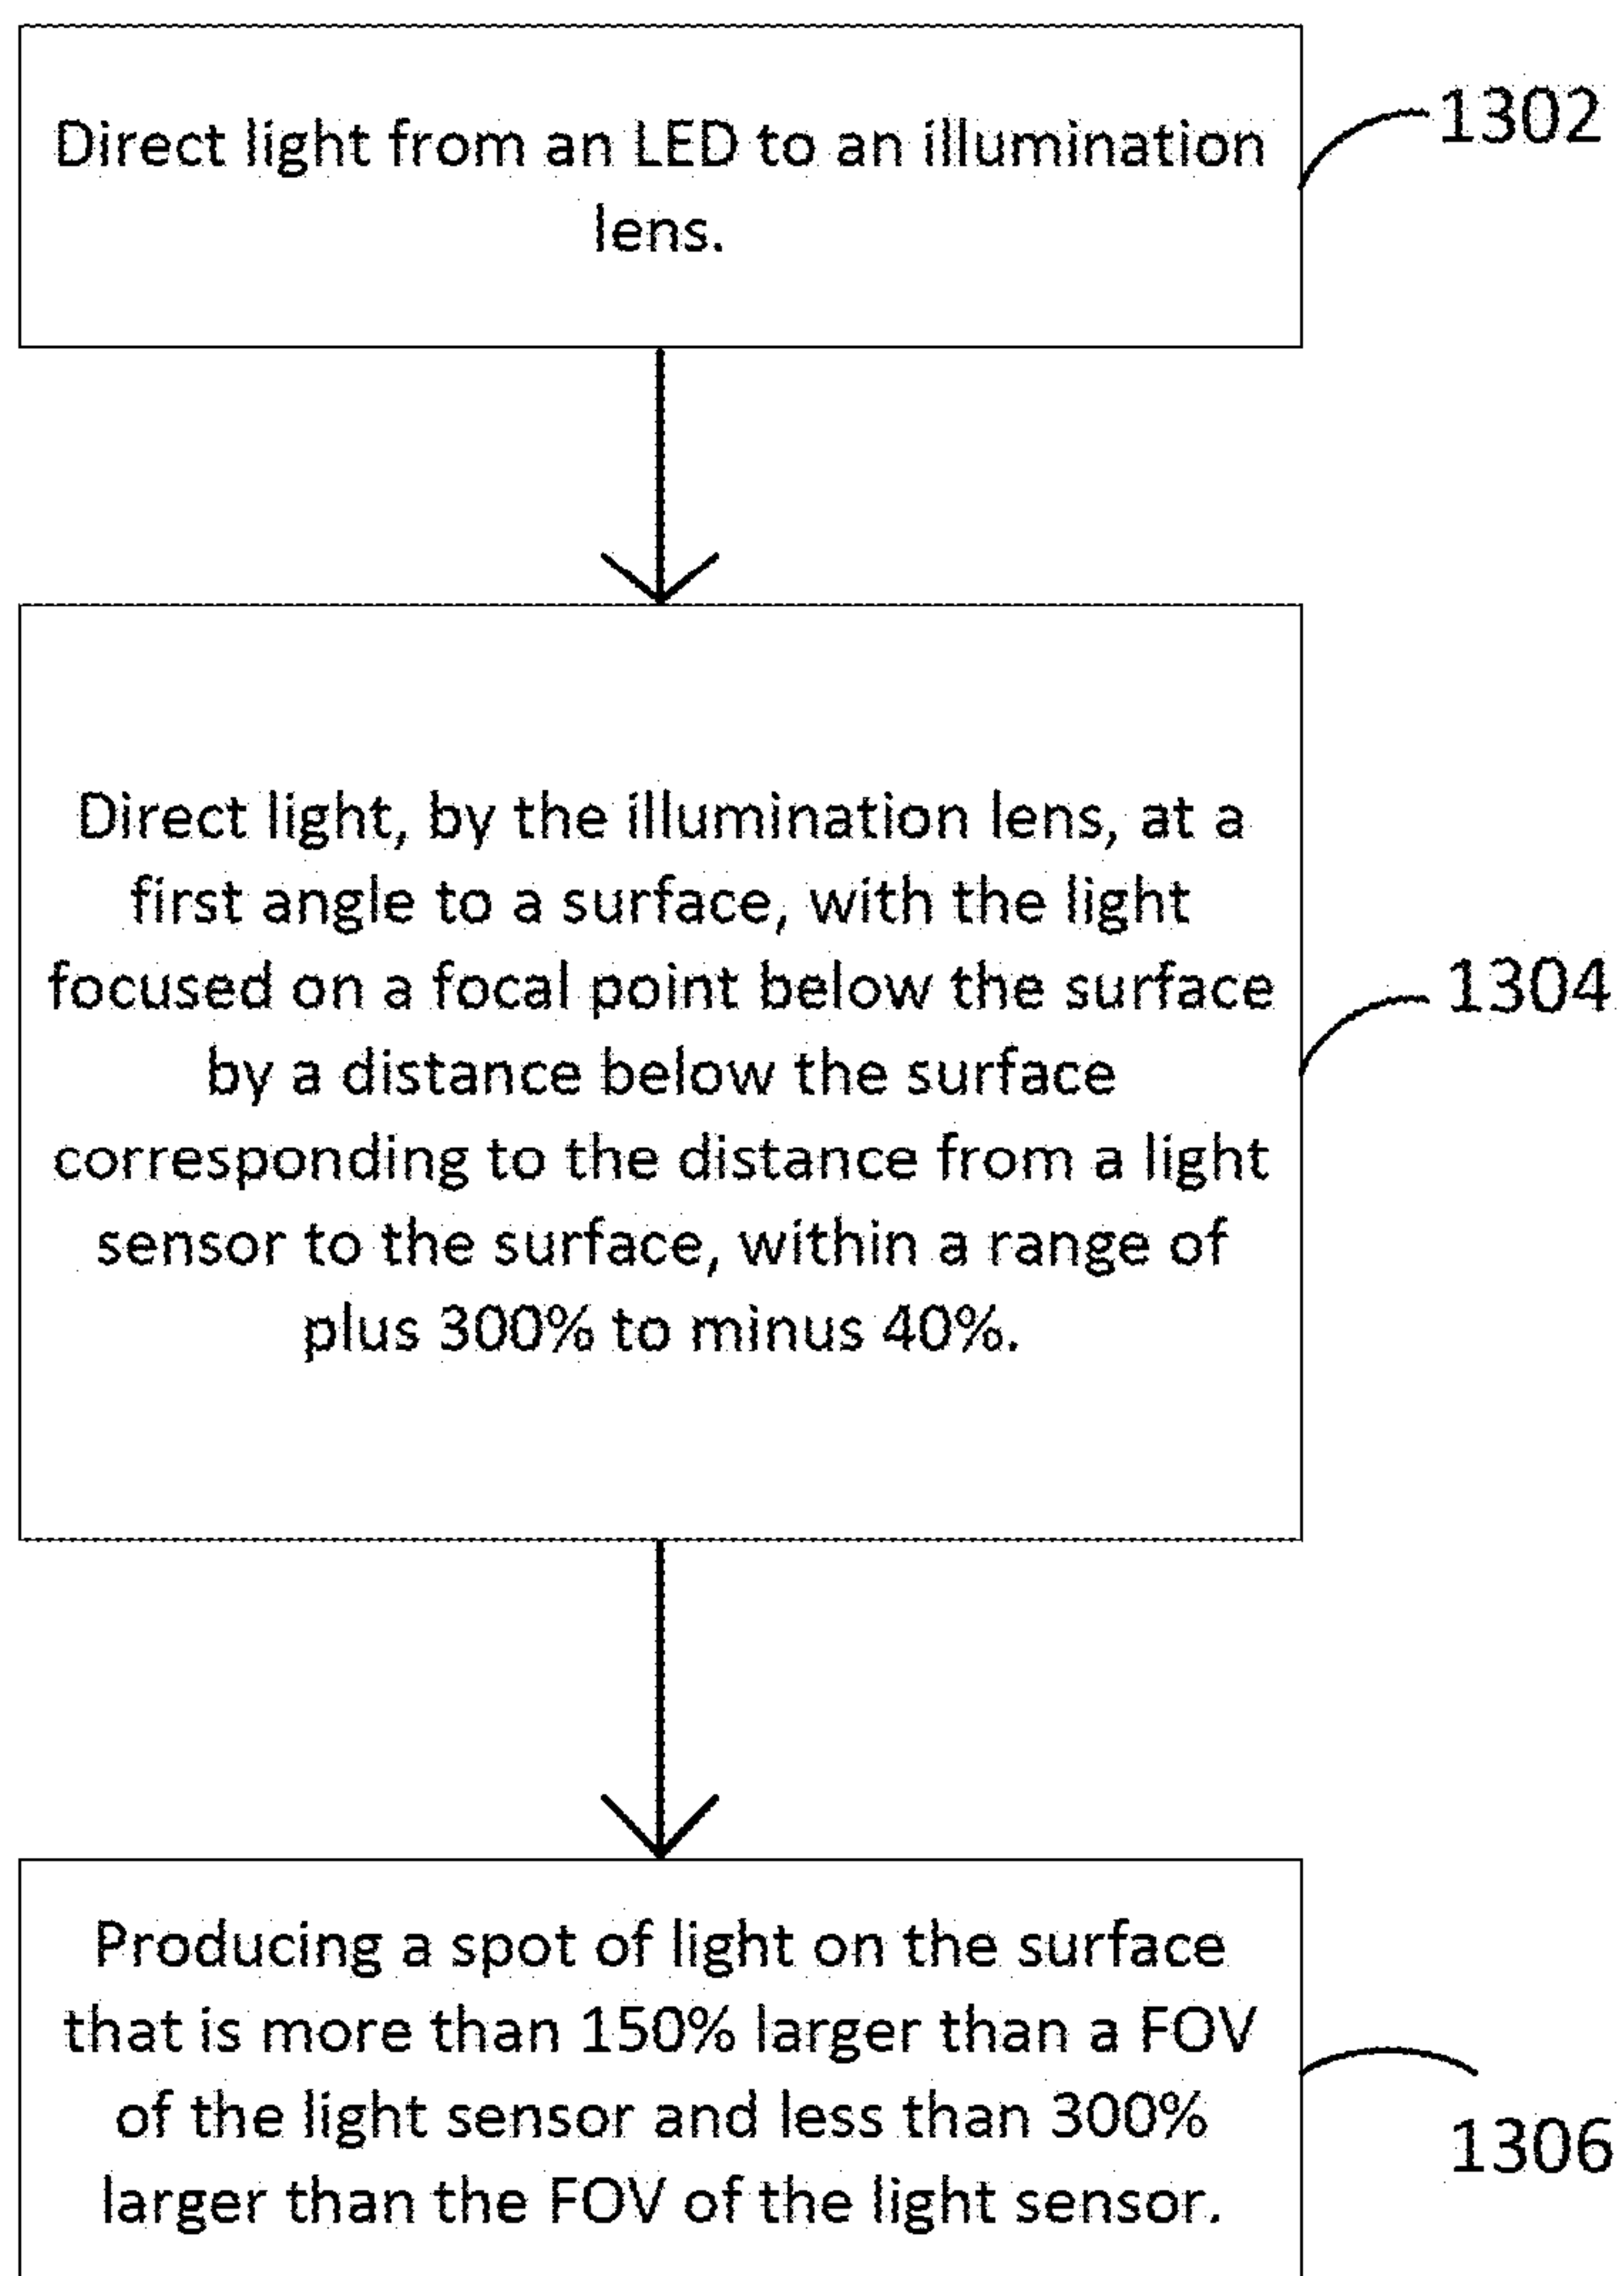 Direct light from an LED to an illumination
lens.
1302
Direct light, by the illumination lens, at a
first angle to a surface, with the light
focused on a focal point below the surface
by a distance below the surface
corresponding to the distance from a light
sensor to the surface, within a range of
plus 300% to minus 40%.
1304
Producing a spot of light on the surface
that is more than 150% larger than a FOV
of the light sensor and less than 300%
larger than the FOV of the light sensor.
1306